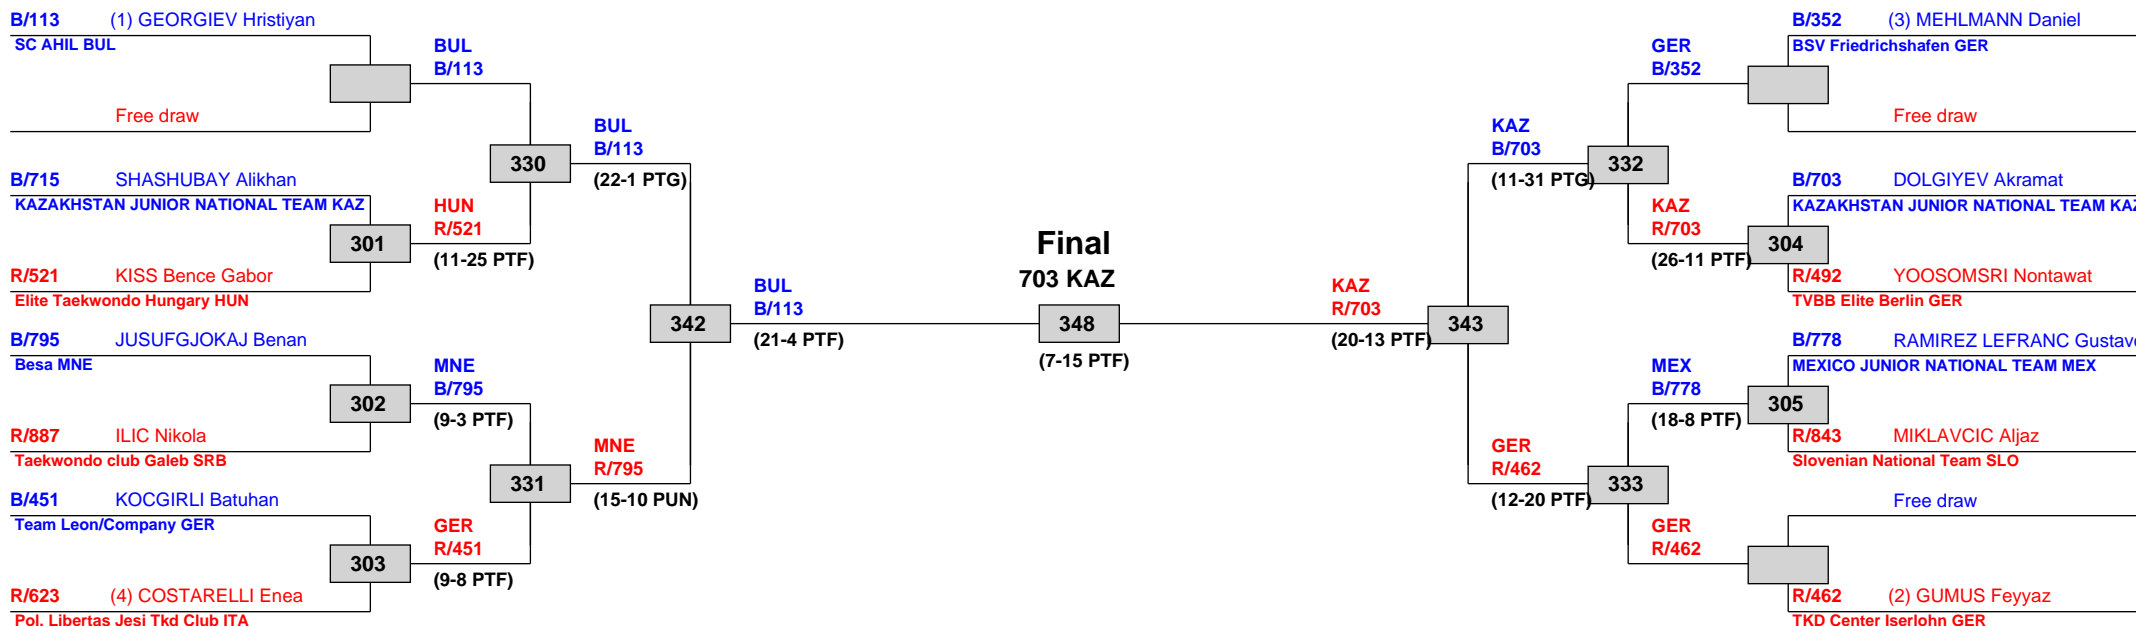 B/113 (1) GEORGIEV Hristiyan
SC AHIL BUL
Free draw
B/715 SHASHUBAY Alikhan
KAZAKHSTAN JUNIOR NATIONAL TEAM KAZ
R/521 KISS Bence Gabor
Elite Taekwondo Hungary HUN
B/795 JUSUFGJOKAJ Benan
Besa MNE
R/887 ILIC Nikola
Taekwondo club Galeb SRB
B/451 KOCGIRLI Batuhan
Team Leon/Company GER
R/623 (4) COSTARELLI Enea
Pol. Libertas Jesi Tkd Club ITA
301
302
303
BUL
B/113
HUN
R/521
(11-25 PTF)
MNE
B/795
(9-3 PTF)
GER
R/451
(9-8 PTF)
330
331
BUL
B/113
(22-1 PTG)
MNE
R/795
(15-10 PUN)
342
BUL
B/113
(21-4 PTF)
Final
703 KAZ
348
(7-15 PTF)
KAZ
R/703
(20-13 PTF)
343
KAZ
B/703
(11-31 PTG)
GER
R/462
(12-20 PTF)
332
333
GER
B/352
KAZ
R/703
(26-11 PTF)
MEX
B/778
(18-8 PTF)
GER
R/462
304
305
B/352 (3) MEHLMANN Daniel
BSV Friedrichshafen GER
Free draw
B/703 DOLGIYEV Akramat
KAZAKHSTAN JUNIOR NATIONAL TEAM KAZ
R/492 YOOSOMSRI Nontawat
TVBB Elite Berlin GER
B/778 RAMIREZ LEFRANC Gustavo
MEXICO JUNIOR NATIONAL TEAM MEX
R/843 MIKLAVCIC Aljaz
Slovenian National Team SLO
Free draw
R/462 (2) GUMUS Feyyaz
TKD Center Iserlohn GER